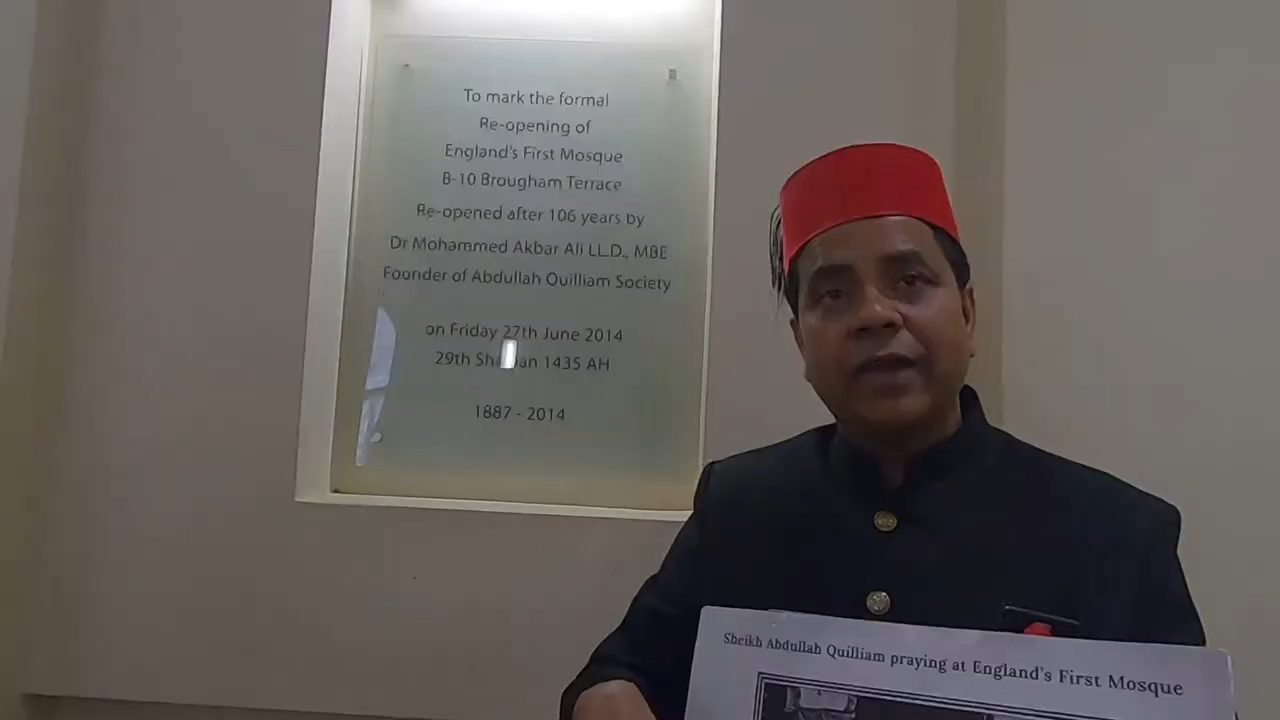 To mark the formal
Re-opening of
England's First Mosque
8-10 Brougham Terrace
Re-opened after 106 years by
Dr Mohammed Akbar Ali LL.D., MBE
Founder of Abdullah Quilliam Society
on Friday 27th June 2014
29th 1435 AH
1887 - 2014
Sheikh Abdullah Quilliam praying at England's First Mosque